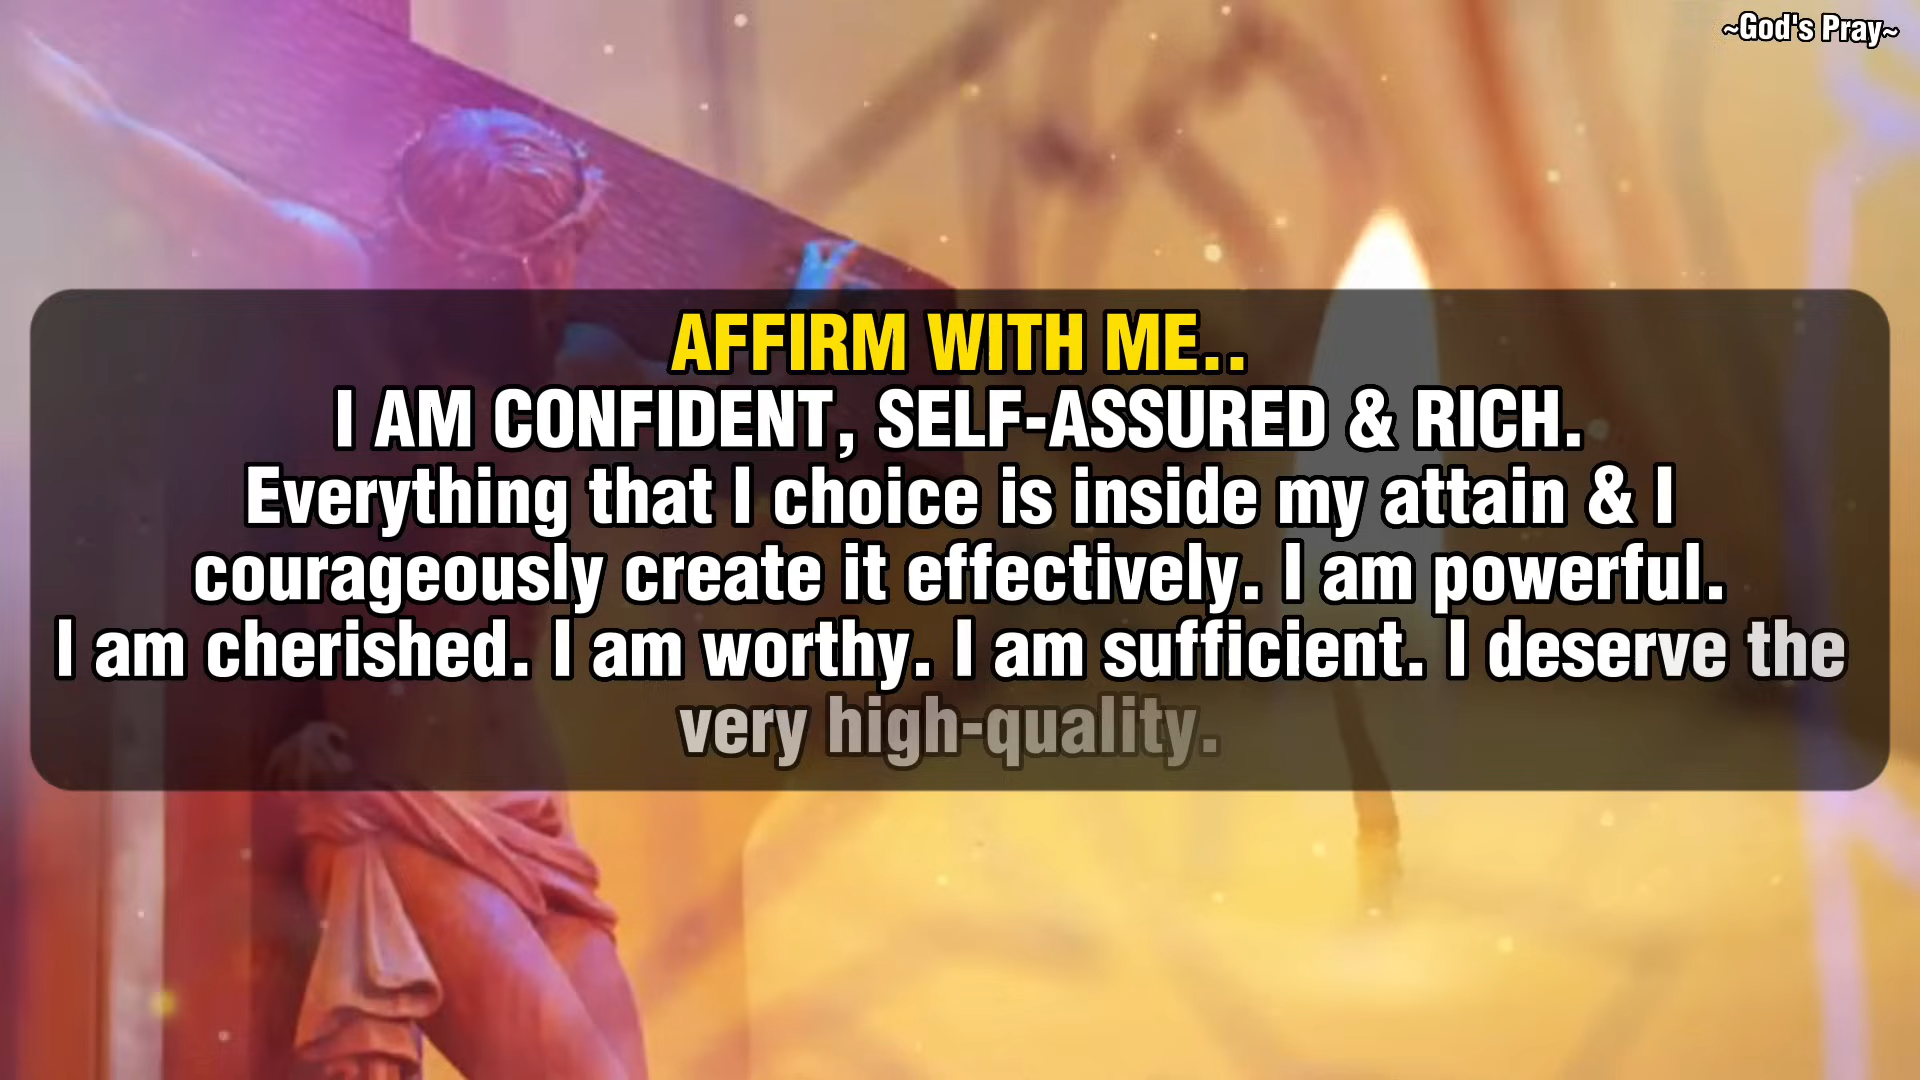 ~God's Pray~
AFFIRM WITH ME..
I AM CONFIDENT, SELF-ASSURED & RICH.
Everything that I choice is inside my attain & I
courageously create it effectively. I am powerful.
I am cherished. I am worthy. I am sufficient. I deserve the
very high-quality.